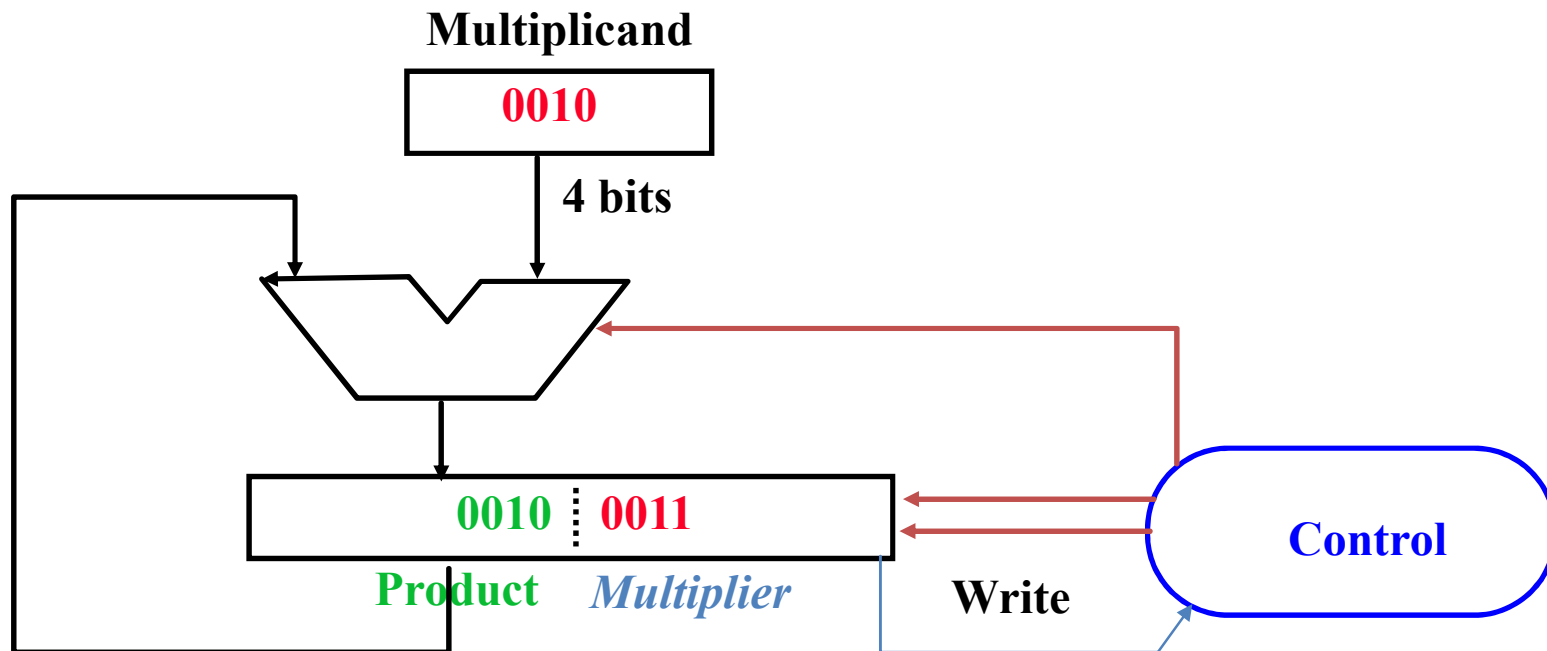 Multiplicand
0010
4 bits
0010 0011
Product Multiplier
Write
Control